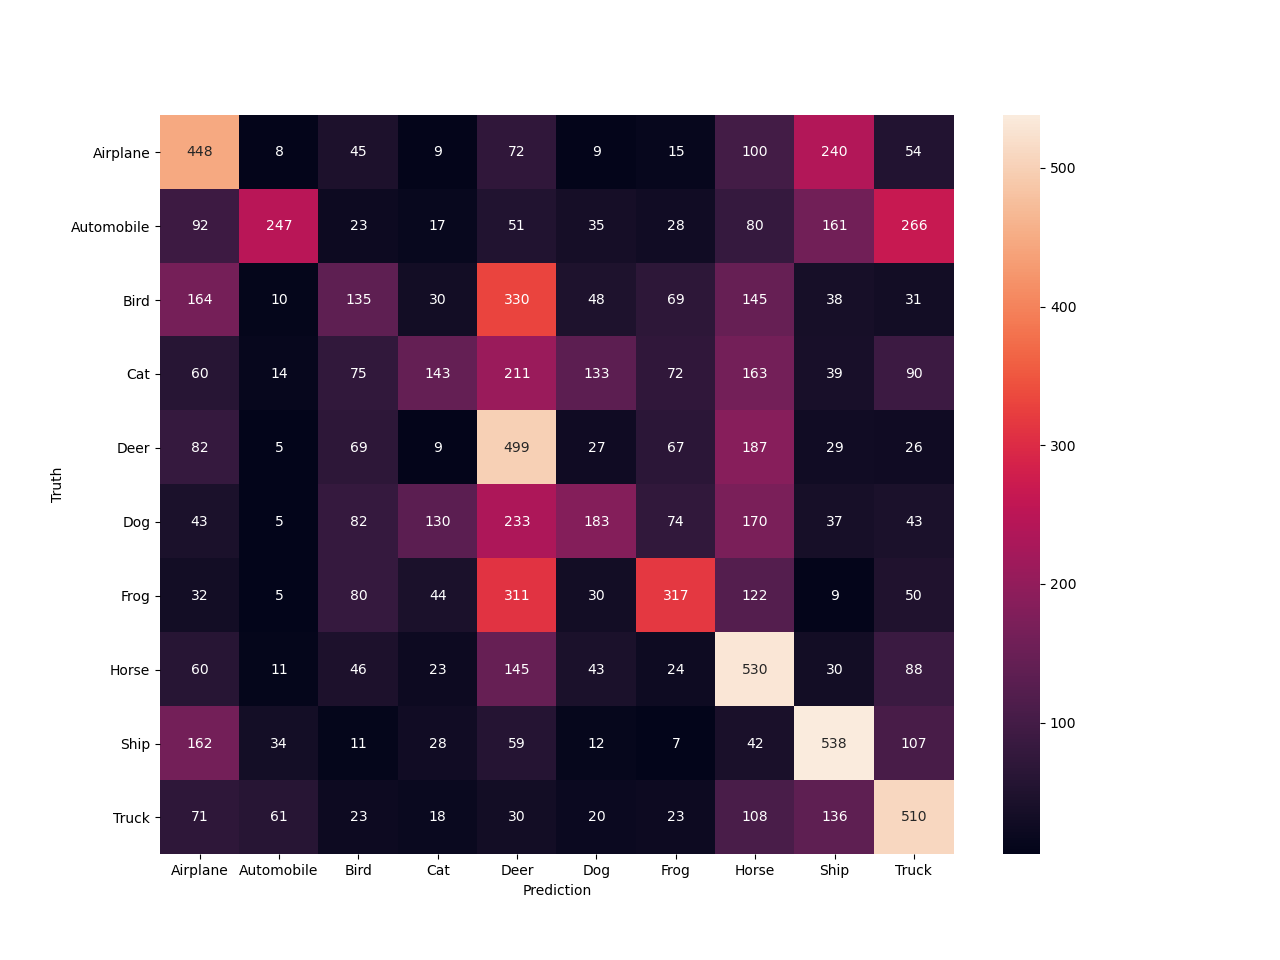 Airplane 448 8 45 9 72 9 15 100 240 54
Automobile 92 247 23 17 51 35 28 80 161 266
Bird 164 10 135 30 330 48 69 145 38 31
Cat 60 14 75 143 211 133 72 163 39 90
Deer 82 5 69 9 499 27 67 187 29 26
Dog 43 5 82 130 233 183 74 170 37 43
Frog 32 5 80 44 311 30 317 122 9 50
Horse 60 11 46 23 145 43 24 530 30 88
Ship 162 34 11 28 59 12 7 42 538 107
Truck 71 61 23 18 30 20 23 108 136 510
Airplane Automobile Bird Cat Deer Dog Frog Horse Ship Truck
Prediction
Truth
500
400
300
200
100